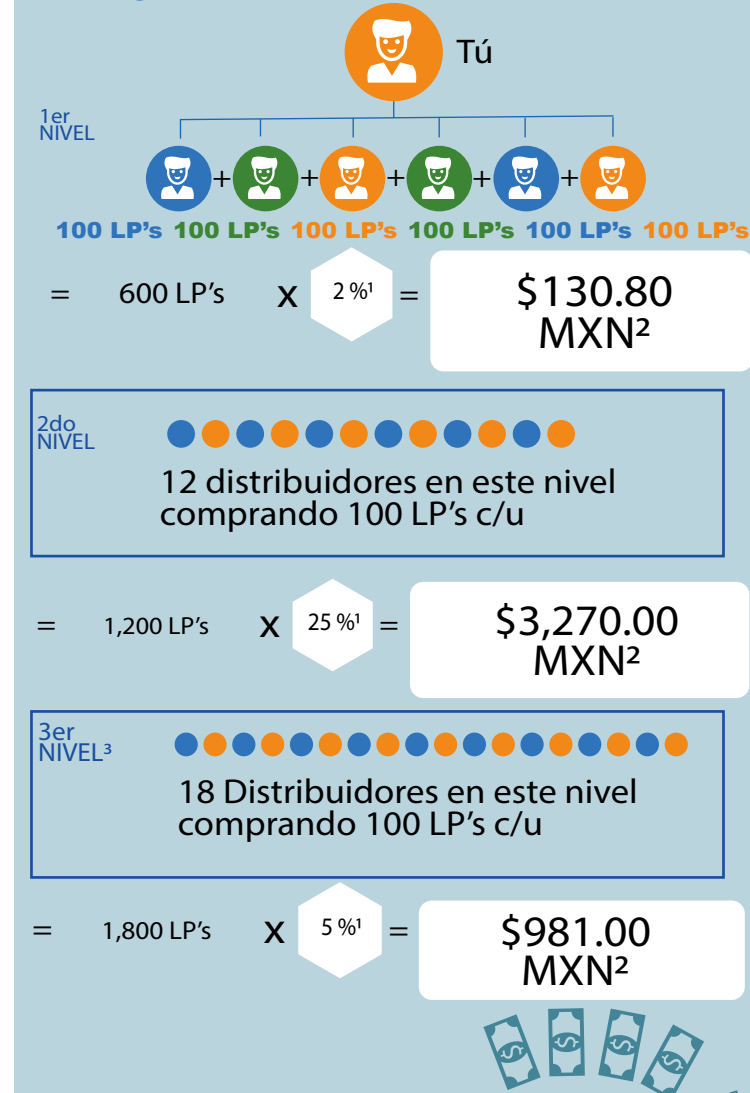 Tú
1er
NIVEL
+ + + + +
100 LP's 100 LP's 100 LP's 100 LP's 100 LP's 100 LP's
= 600 LP's X 2 %¹ = $130.80
MXN²
2do
NIVEL
12 distribuidores en este nivel
comprando 100 LP's c/u
= 1,200 LP's X 25 %¹ = $3,270.00
MXN²
3er
NIVEL³
18 Distribuidores en este nivel
comprando 100 LP's c/u
= 1,800 LP's X 5 %¹ = $981.00
MXN²
$ $ $ $